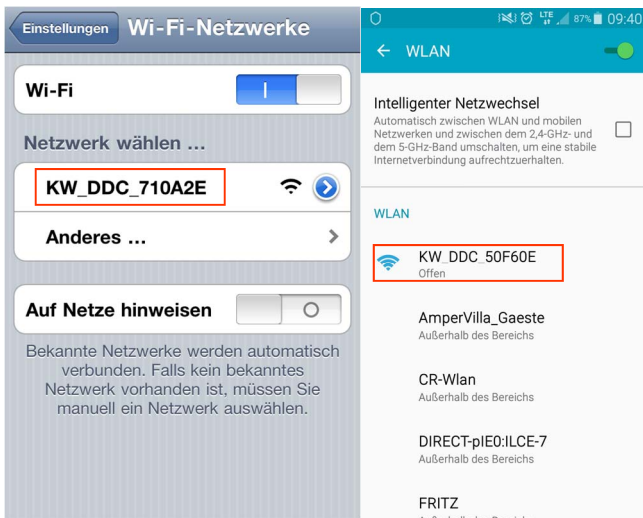 Einstellungen
Wi-Fi-Netzwerke
Wi-Fi
Netzwerk wählen ...
KW_DDC_710A2E
Anderes ...
Auf Netze hinweisen
Bekannte Netzwerke werden automatisch
verbunden. Falls kein bekanntes
Netzwerk vorhanden ist, müssen Sie
manuell ein Netzwerk auswählen.
LTE 87% 09:40
WLAN
Intelligenter Netzwechsel
Automatisch zwischen WLAN und mobilen
Netzwerken und zwischen dem 2,4-GHz- und
dem 5-GHz-Band umschalten, um eine stabile
Internetverbindung aufrechtzuerhalten.
WLAN
KW_DDC_50F60E
Offen
AmperVilla_Gaeste
Außerhalb des Bereichs
CR-Wlan
Außerhalb des Bereichs
DIRECT-pIE0:ILCE-7
Außerhalb des Bereichs
FRITZ